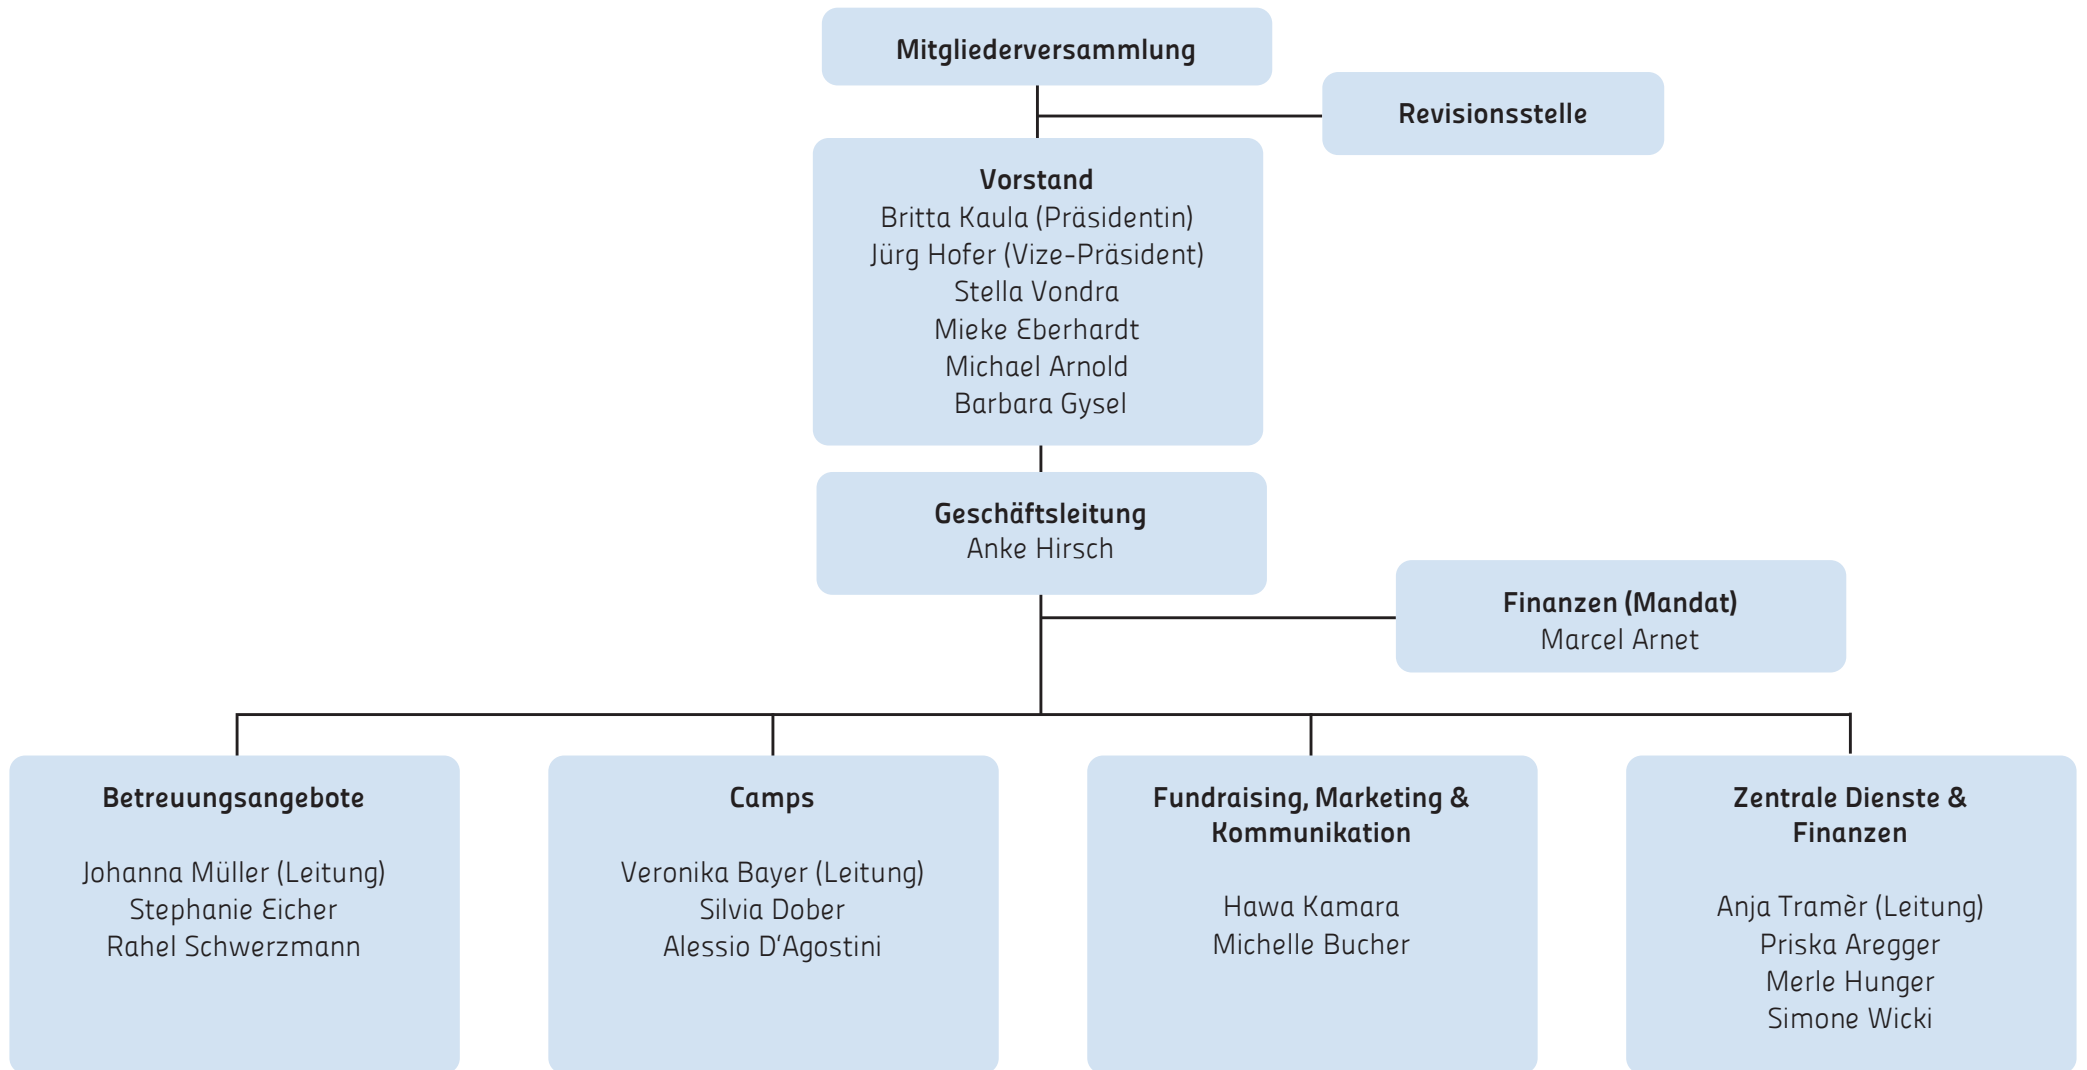 Mitgliederversammlung
Revisionsstelle
Vorstand
Britta Kaula (Präsidentin)
Jürg Hofer (Vize-Präsident)
Stella Vondra
Mieke Eberhardt
Michael Arnold
Barbara Gysel
Geschäftsleitung
Anke Hirsch
Finanzen (Mandat)
Marcel Arnet
Betreuungsangebote
Johanna Müller (Leitung)
Stephanie Eicher
Rahel Schwerzmann
Camps
Veronika Bayer (Leitung)
Silvia Dober
Alessio D‘Agostini
Fundraising, Marketing &
Kommunikation
Hawa Kamara
Michelle Bucher
Zentrale Dienste &
Finanzen
Anja Tramèr (Leitung)
Priska Aregger
Merle Hunger
Simone Wicki